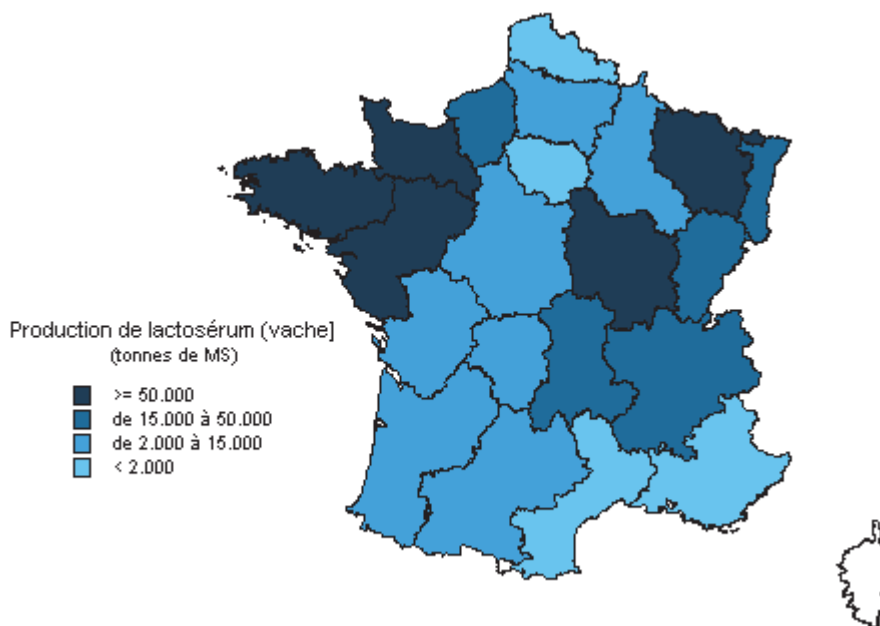 Production de lactosérum (vache]
(tonnes de MS)
>= 50.000
de 15.000 à 50.000
de 2.000 à 15.000
< 2.000